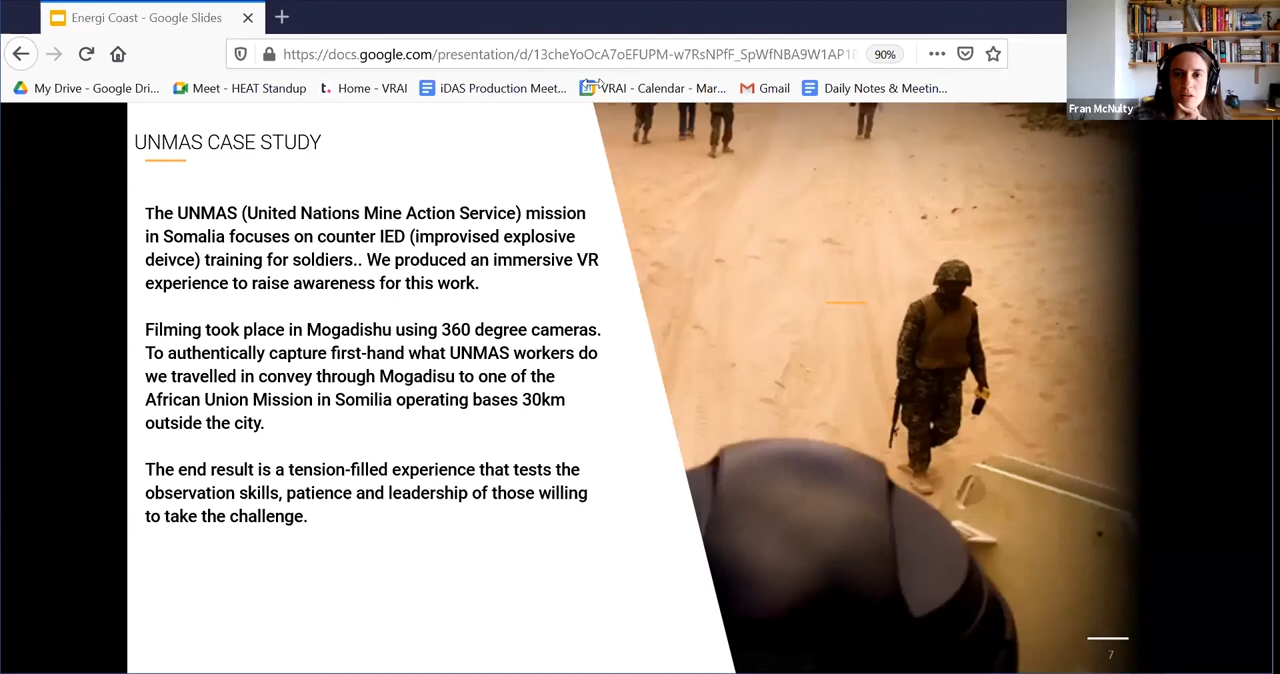 Energi Coast - Google Slides
https://docs.google.com/presentation/d/13cheYoOcA7oEFUPM-w7RsNPfF_SpWfNBA9W1AP1
90%
My Drive - Google Dri...
Meet - HEAT Standup
Home - VRAI
iDAS Production Meet...
VRAI - Calendar - Mar...
Gmail
Daily Notes & Meetin...
Fran McNulty
UNMAS CASE STUDY
The UNMAS (United Nations Mine Action Service) mission
in Somalia focuses on counter IED (improvised explosive
deivce) training for soldiers.. We produced an immersive VR
experience to raise awareness for this work.
Filming took place in Mogadishu using 360 degree cameras.
To authentically capture first-hand what UNMAS workers do
we travelled in convey through Mogadisu to one of the
African Union Mission in Somilia operating bases 30km
outside the city.
The end result is a tension-filled experience that tests the
observation skills, patience and leadership of those willing
to take the challenge.
7